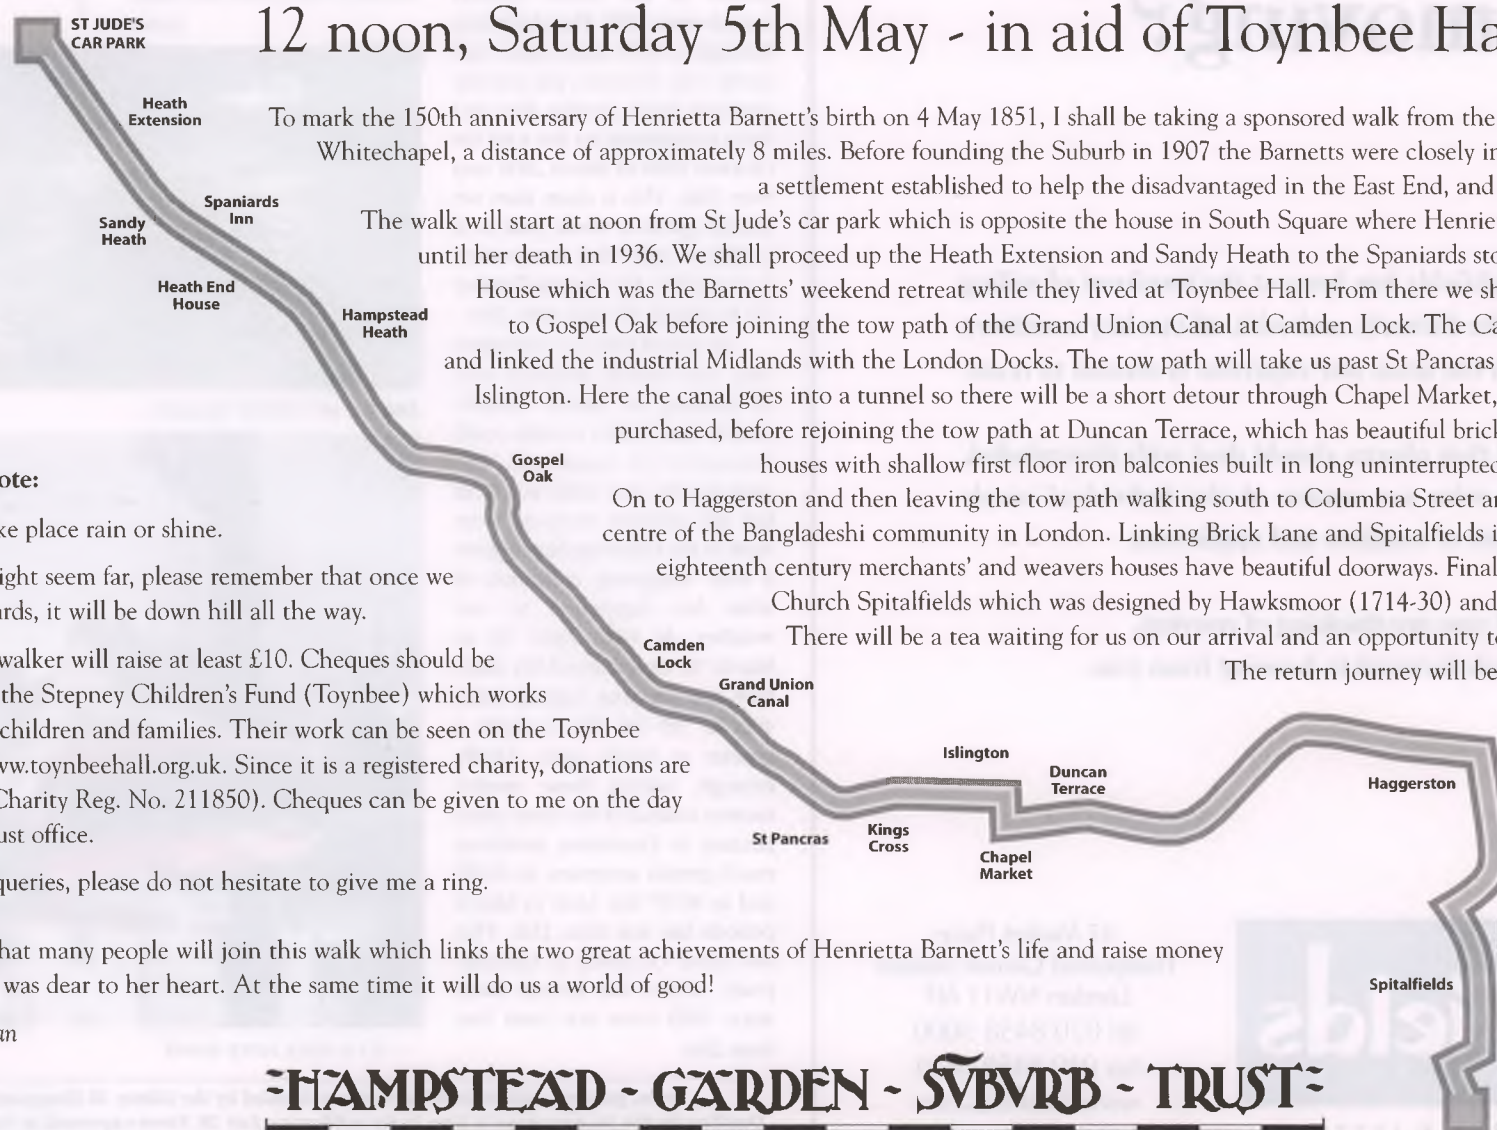 12 noon, Saturday 5th May - in aid of Toynbee Ha
ST JUDE'S
CAR PARK
Heath
Extension
Spaniards
Inn
Sandy
Heath
Heath End
House
Hampstead
Heath
Gospel
Oak
Camden
Lock
Grand Union
Canal
St Pancras
Kings
Cross
Islington
Chapel
Market
Duncan
Terrace
Haggerston
Spitalfields
To mark the 150th anniversary of Henrietta Barnett's birth on 4 May 1851, I shall be taking a sponsored walk from the
Whitechapel, a distance of approximately 8 miles. Before founding the Suburb in 1907 the Barnetts were closely in
a settlement established to help the disadvantaged in the East End, and
The walk will start at noon from St Jude's car park which is opposite the house in South Square where Henrie
until her death in 1936. We shall proceed up the Heath Extension and Sandy Heath to the Spaniards sto
House which was the Barnetts' weekend retreat while they lived at Toynbee Hall. From there we sh
to Gospel Oak before joining the tow path of the Grand Union Canal at Camden Lock. The Ca
and linked the industrial Midlands with the London Docks. The tow path will take us past St Pancras
Islington. Here the canal goes into a tunnel so there will be a short detour through Chapel Market,
purchased, before rejoining the tow path at Duncan Terrace, which has beautiful brick
houses with shallow first floor iron balconies built in long uninterrupted
On to Haggerston and then leaving the tow path walking south to Columbia Street an
centre of the Bangladeshi community in London. Linking Brick Lane and Spitalfields i
eighteenth century merchants' and weavers houses have beautiful doorways. Final
Church Spitalfields which was designed by Hawksmoor (1714-30) and
There will be a tea waiting for us on our arrival and an opportunity to
The return journey will be
ote:
ke place rain or shine.
ight seem far, please remember that once we
ards, it will be down hill all the way.
walker will raise at least £10. Cheques should be
the Stepney Children's Fund (Toynbee) which works
children and families. Their work can be seen on the Toynbee
ww.toynbeehall.org.uk. Since it is a registered charity, donations are
Charity Reg. No. 211850). Cheques can be given to me on the day
ust office.
queries, please do not hesitate to give me a ring.
hat many people will join this walk which links the two great achievements of Henrietta Barnett's life and raise money
was dear to her heart. At the same time it will do us a world of good!
an
HAMPSTEAD - GARDEN - SVBVRB - TRUST